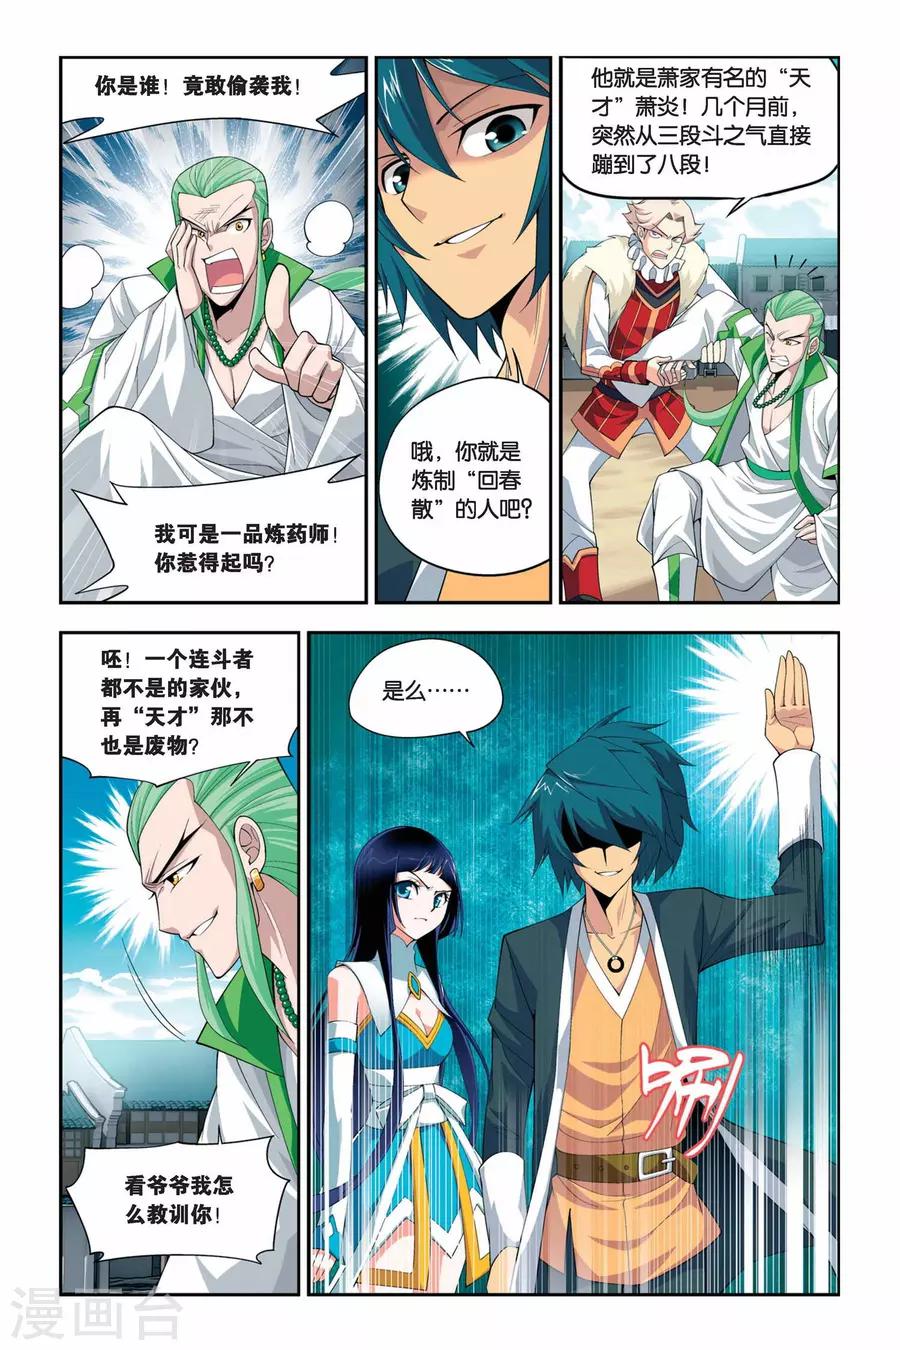 你是谁！竟敢偷袭我！
我可是一品炼药师！
你惹得起吗？
哦，你就是
炼制“回春
散”的人吧？
他就是萧家有名的“天
才”萧炎！几个月前，
突然从三段斗之气直接
蹦到了八段！
呸！一个连斗者
都不是的家伙，
再“天才”那不
也是废物？
看爷爷我怎
么教训你！
是么……
唰
漫画台